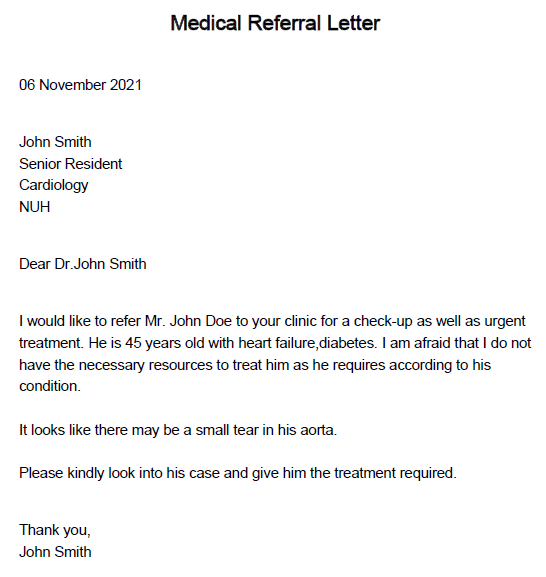 Medical Referral Letter
06 November 2021
John Smith
Senior Resident
Cardiology
NUH
Dear Dr.John Smith
I would like to refer Mr. John Doe to your clinic for a check-up as well as urgent
treatment. He is 45 years old with heart failure,diabetes. I am afraid that I do not
have the necessary resources to treat him as he requires according to his
condition.
It looks like there may be a small tear in his aorta.
Please kindly look into his case and give him the treatment required.
Thank you,
John Smith